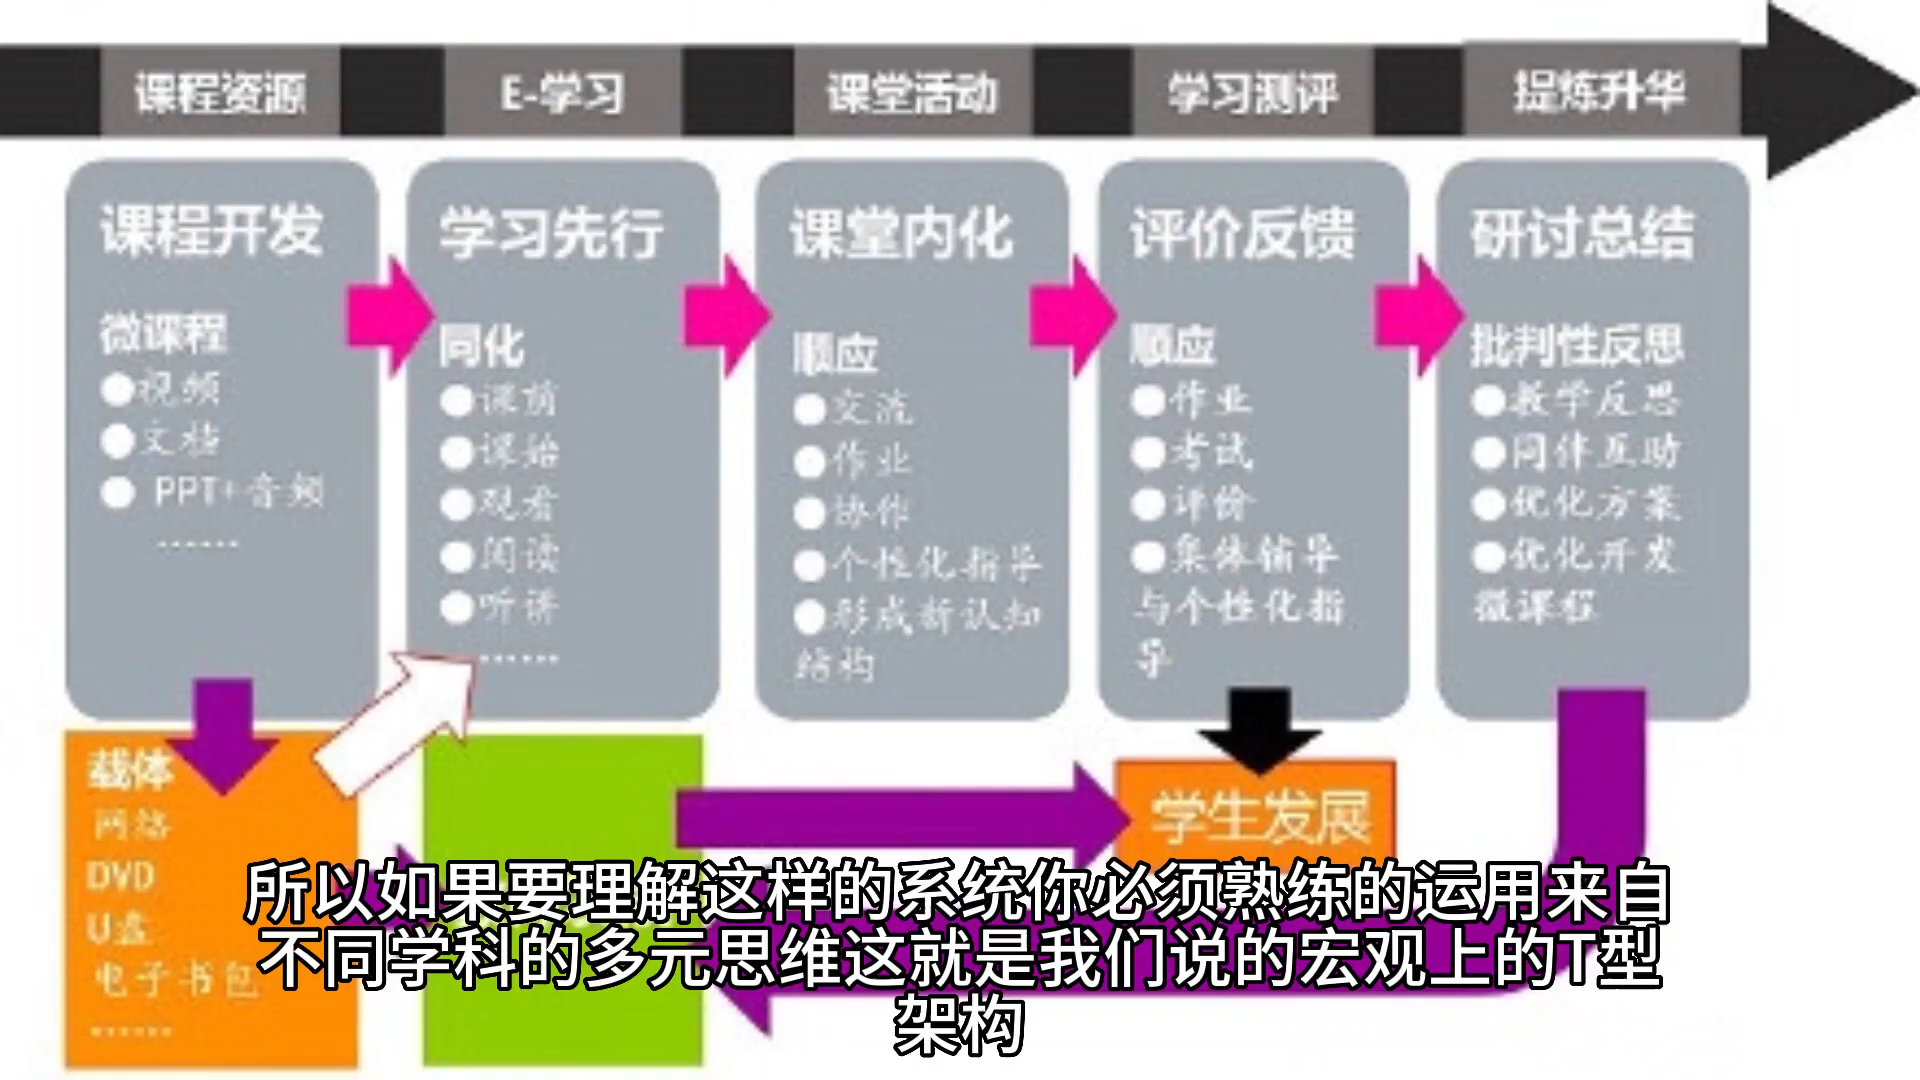 课程资源
E-学习
课堂活动
学习测评
提炼升华
课程开发
微课程
●视频
●文档
● PPT+音频
······
学习先行
同化
●课前
●课始
●观看
●阅读
●听讲
······
课堂内化
顺应
●交流
●作业
●协作
●个性化指导
●形成新认知
结构
评价反馈
顺应
●作业
●考试
●评价
●集体辅导
与个性化指
导
研讨总结
批判性反思
●教学反思
●同伴互助
●优化方案
●优化开发
微课程
载体
网络
DVD
U盘
电子书包
······
学生发展
所以如果要理解这样的系统你必须熟练的运用来自
不同学科的多元思维这就是我们说的宏观上的T型
架构